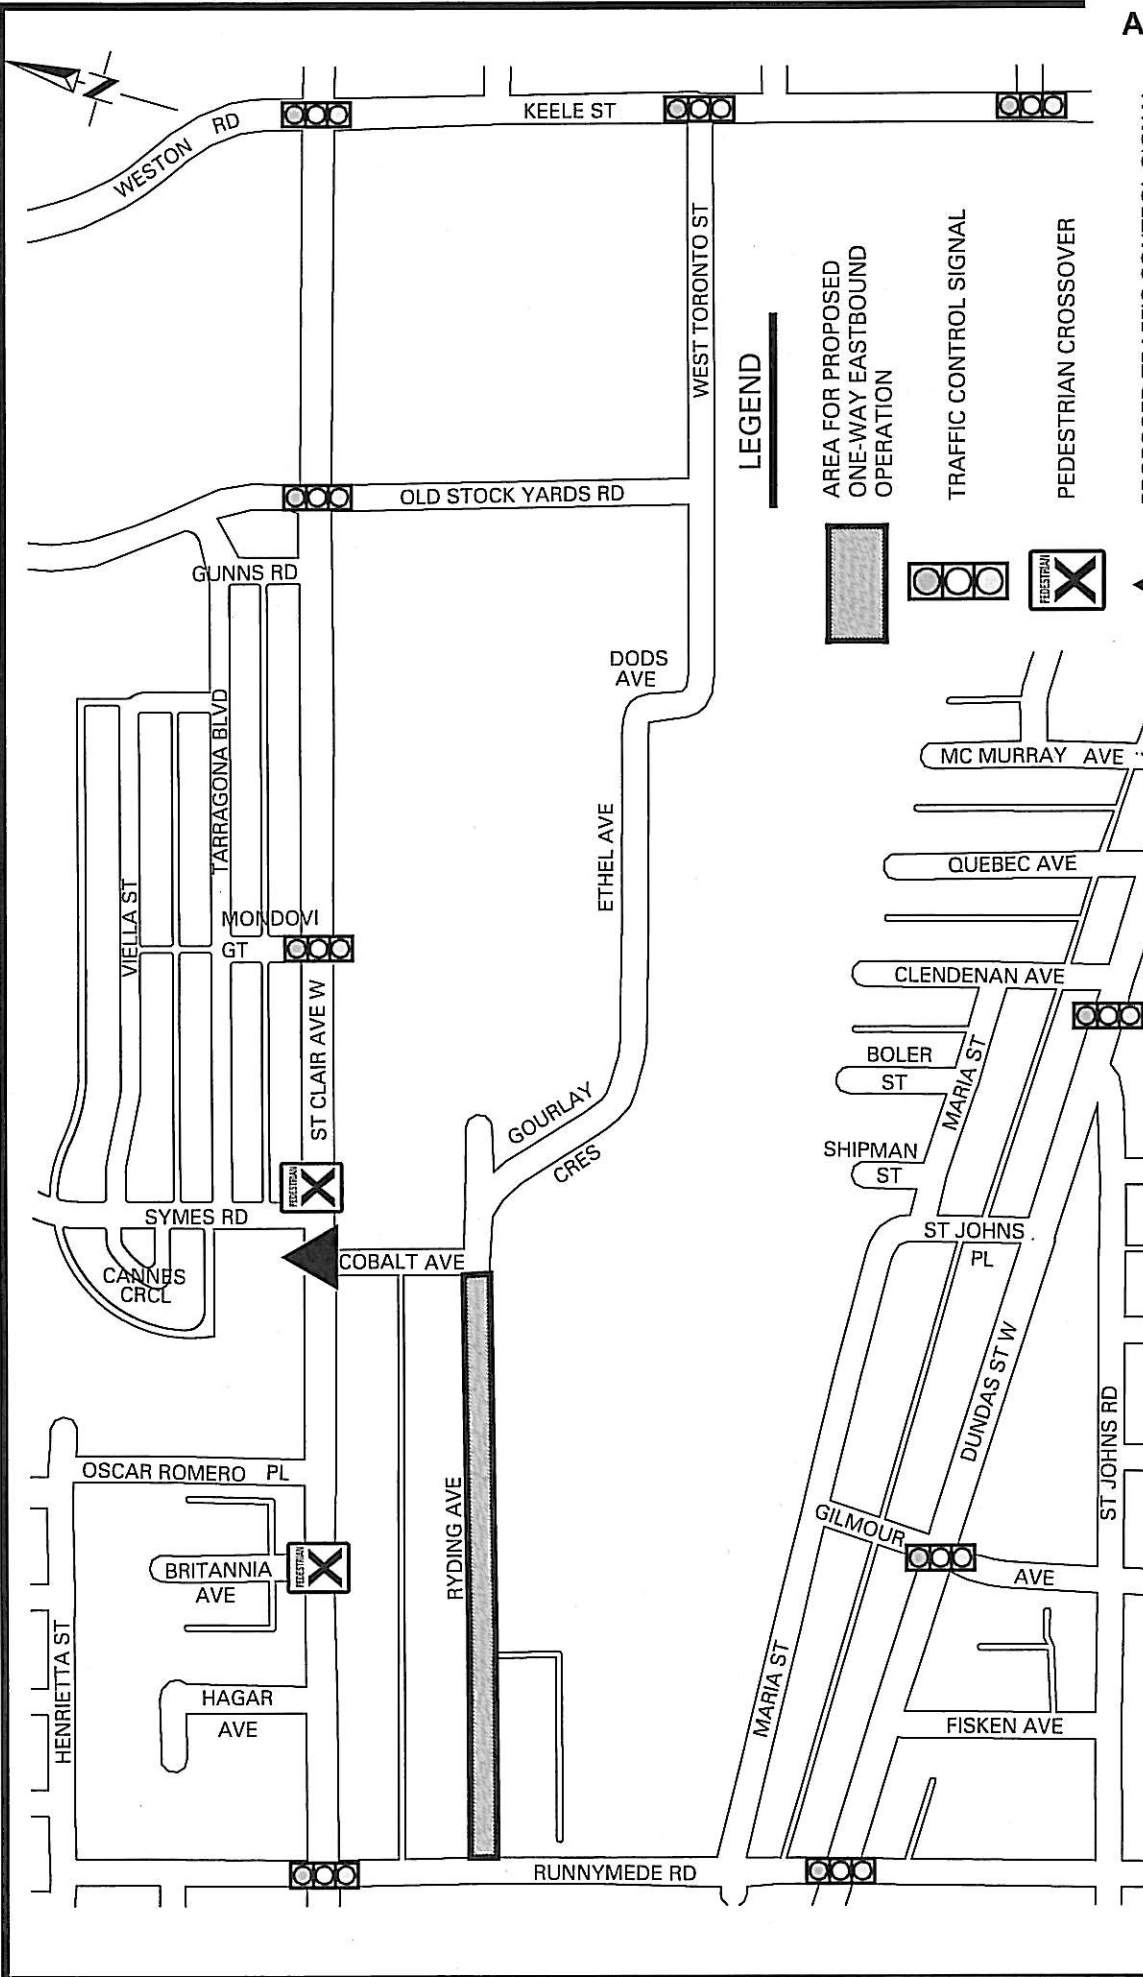 A
N
WESTON RD
KEELE ST
WEST TORONTO ST
OLD STOCK YARDS RD
GUNNS RD
DODS
AVE
TARRAGONA BLVD
VIELLA ST
MONDOVI
GT
ST CLAIR AVE W
ETHEL AVE
GOURLAY
CRES
PEDESTRIAN
X
SYMES RD
COBALT AVE
CANNES
CRCL
OSCAR ROMERO PL
BRITANNIA
AVE
PEDESTRIAN
X
HAGAR
AVE
HENRIETTA ST
RYDING AVE
RUNNYMEDE RD
LEGEND
AREA FOR PROPOSED
ONE-WAY EASTBOUND
OPERATION
TRAFFIC CONTROL SIGNAL
PEDESTRIAN
X
PEDESTRIAN CROSSOVER
MC MURRAY AVE
QUEBEC AVE
CLENDENAN AVE
BOLER
ST
MARIA ST
SHIPMAN
ST
ST JOHNS
PL
DUNDAS ST W
ST JOHNS RD
GILMOUR
AVE
MARIA ST
FISKEN AVE